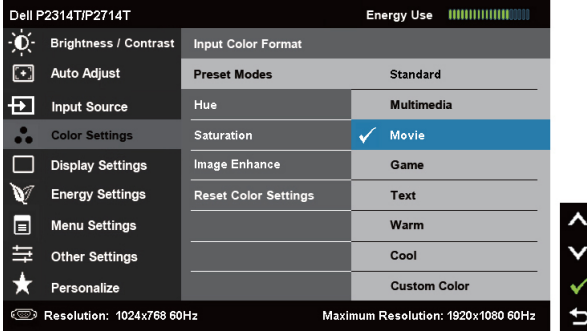 Dell P2314T/P2714T Energy Use
Brightness / Contrast Input Color Format
Auto Adjust Preset Modes Standard
Input Source Hue Multimedia
Color Settings Saturation Movie
Display Settings Image Enhance Game
Energy Settings Reset Color Settings Text
Menu Settings Warm
Other Settings Cool
Personalize Custom Color
Resolution: 1024x768 60Hz Maximum Resolution: 1920x1080 60Hz